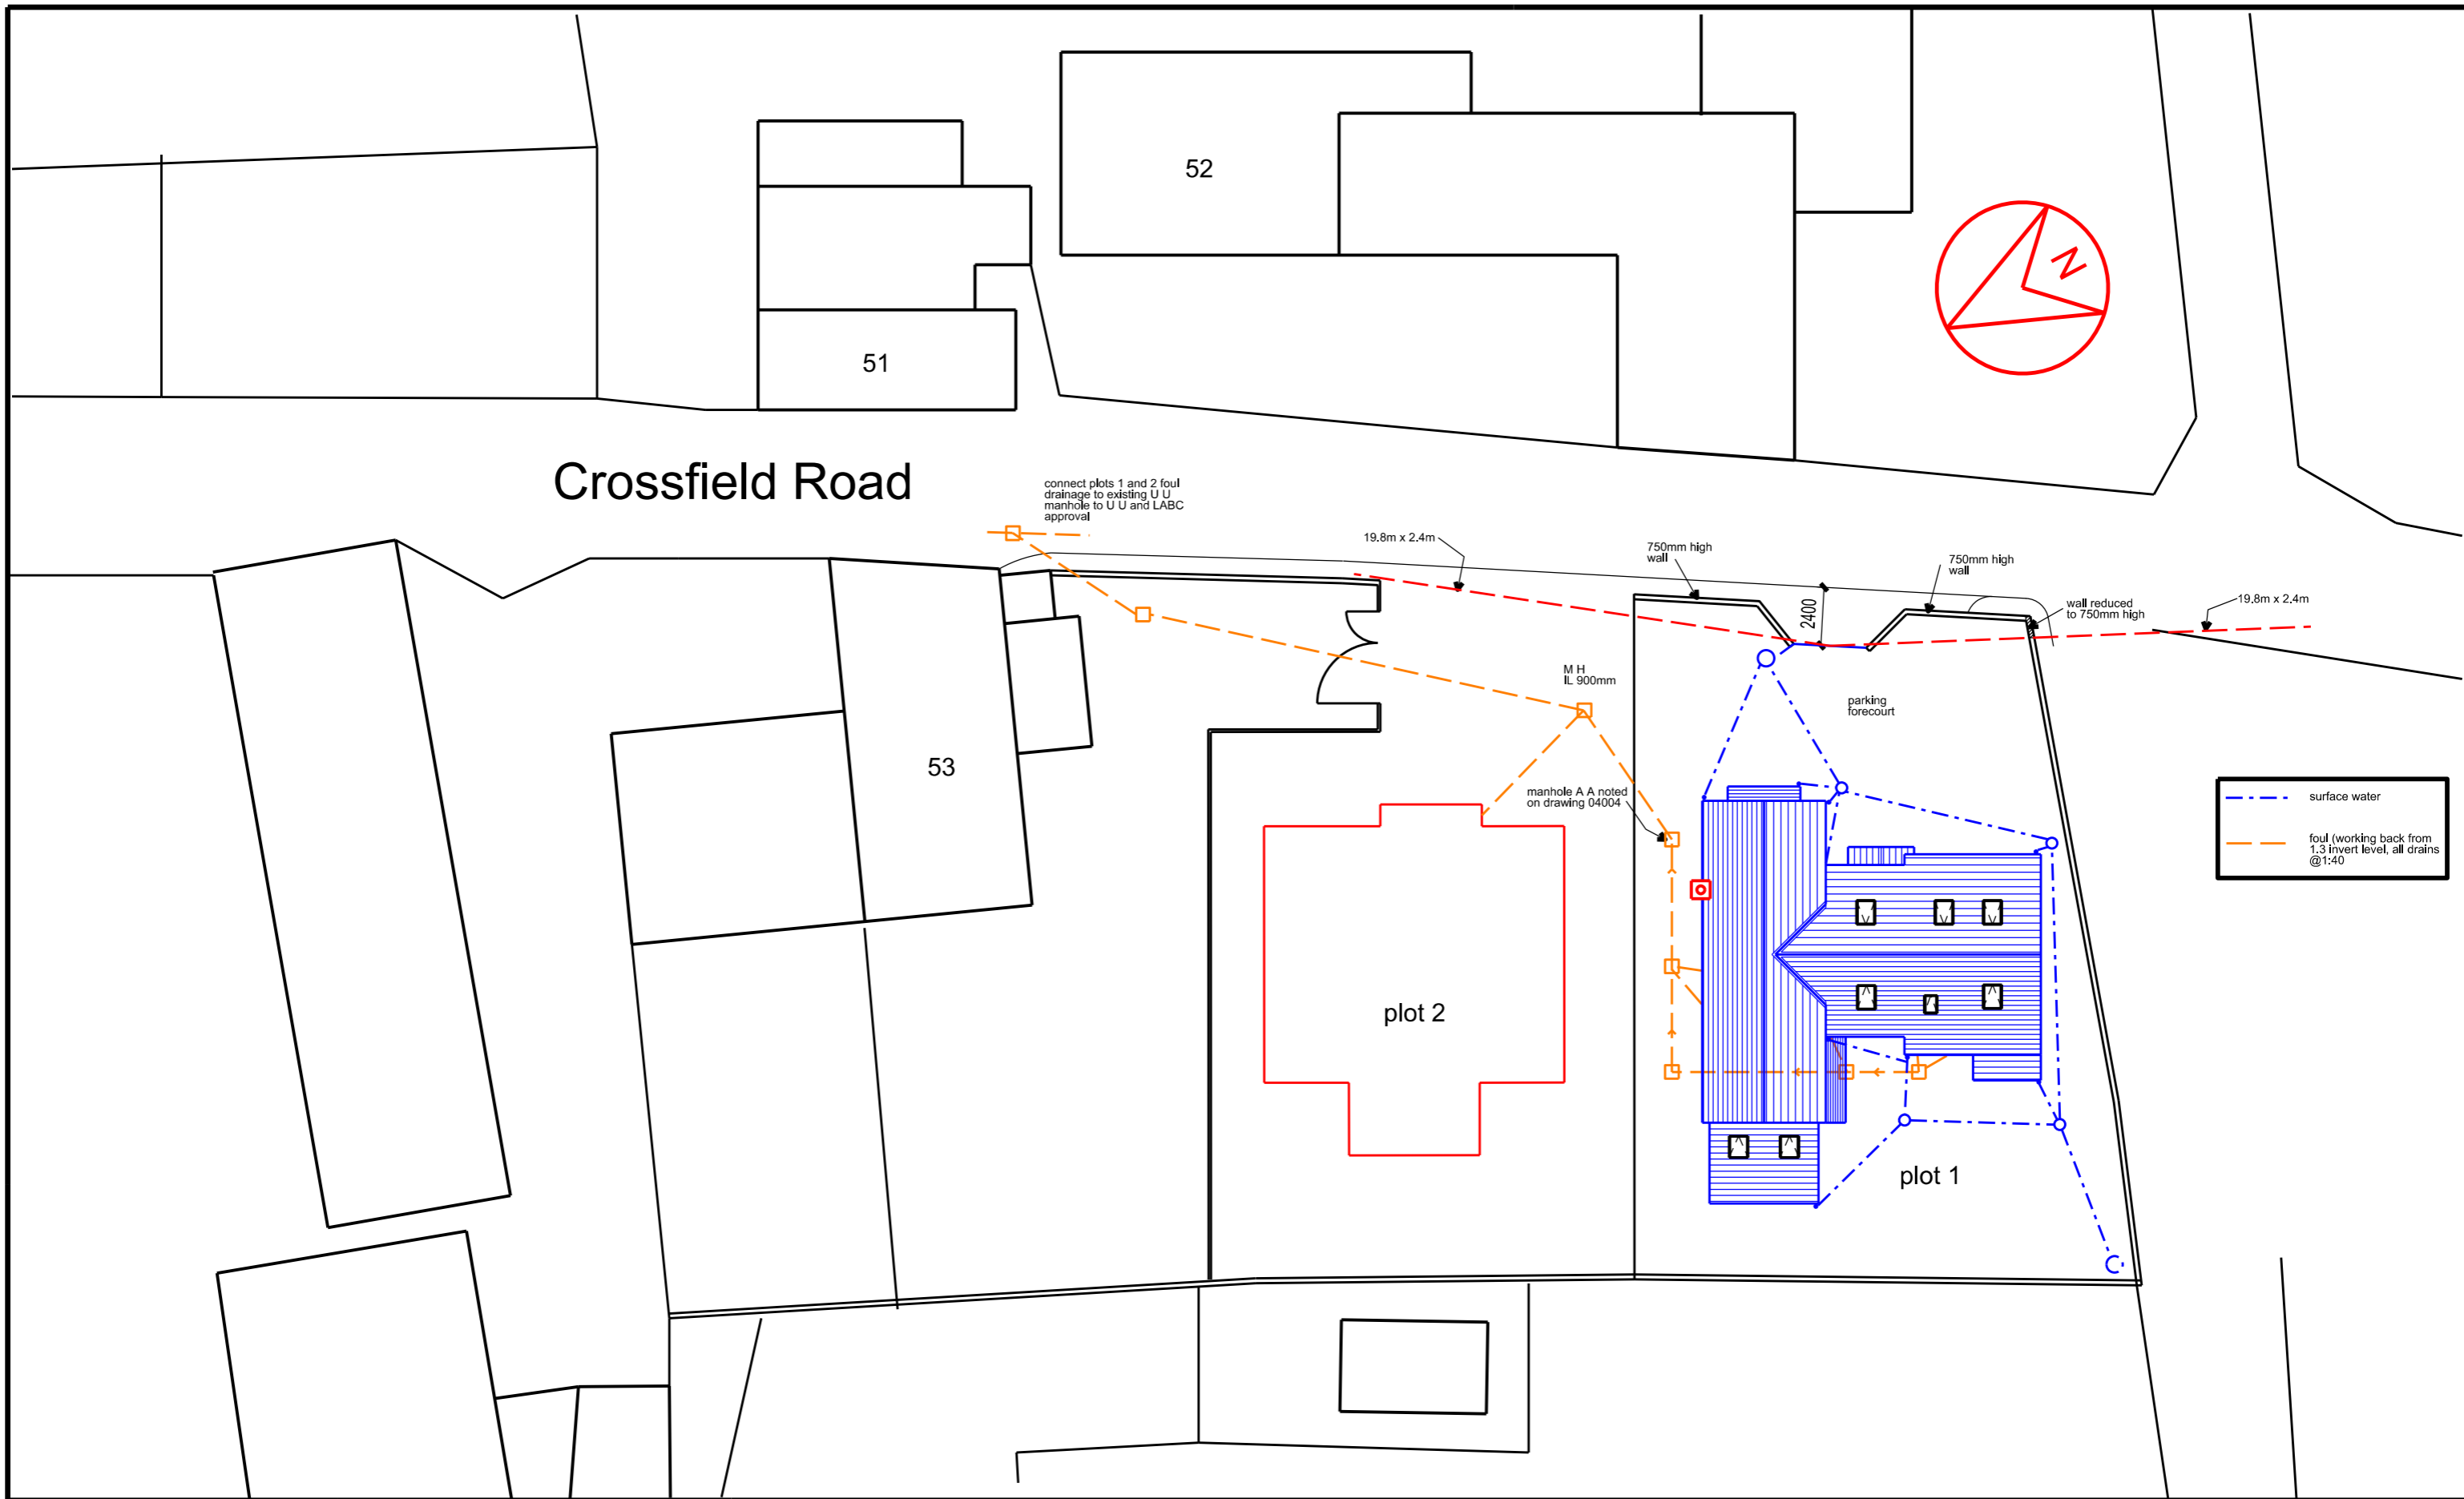 52
N
51
Crossfield Road
connect plots 1 and 2 foul
drainage to existing U U
manhole to U U and LABC
approval
19.8m x 2.4m
750mm high
wall
750mm high
wall
wall reduced
to 750mm high
19.8m x 2.4m
2400
M H
IL 900mm
parking
forecourt
53
manhole A A noted
on drawing 04004
surface water
foul (working back from
1.3 invert level, all drains
@1:40
plot 2
plot 1